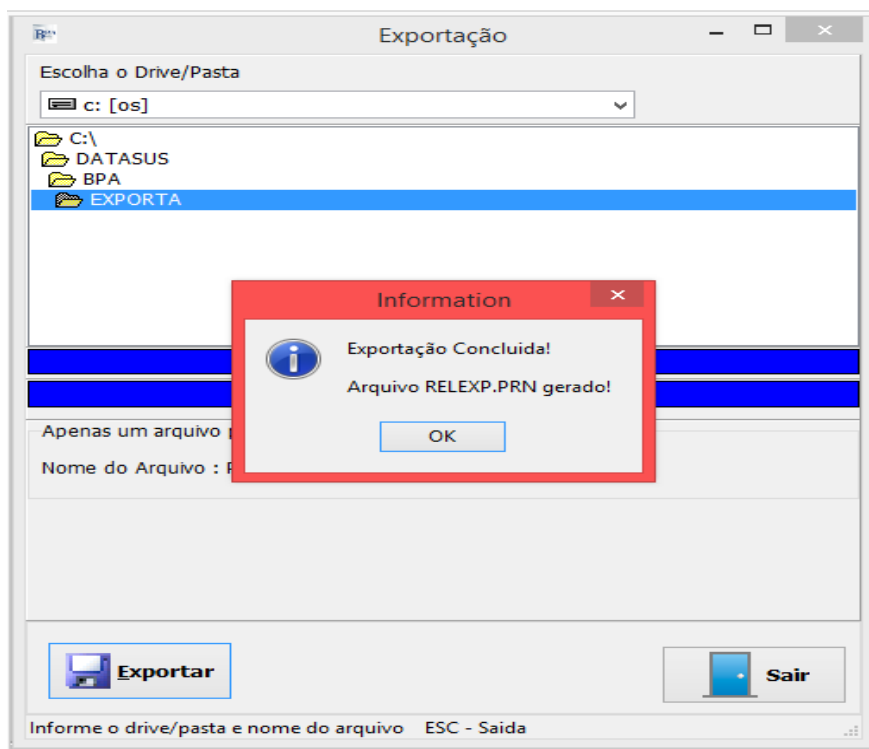 Exportação
Escolha o Drive/Pasta
c: [os]
C:\
DATASUS
BPA
EXPORTA
Information
Exportação Concluida!
Arquivo RELEXP.PRN gerado!
OK
Apenas um arquivo
Nome do Arquivo :
Exportar
Sair
Informe o drive/pasta e nome do arquivo ESC - Saida